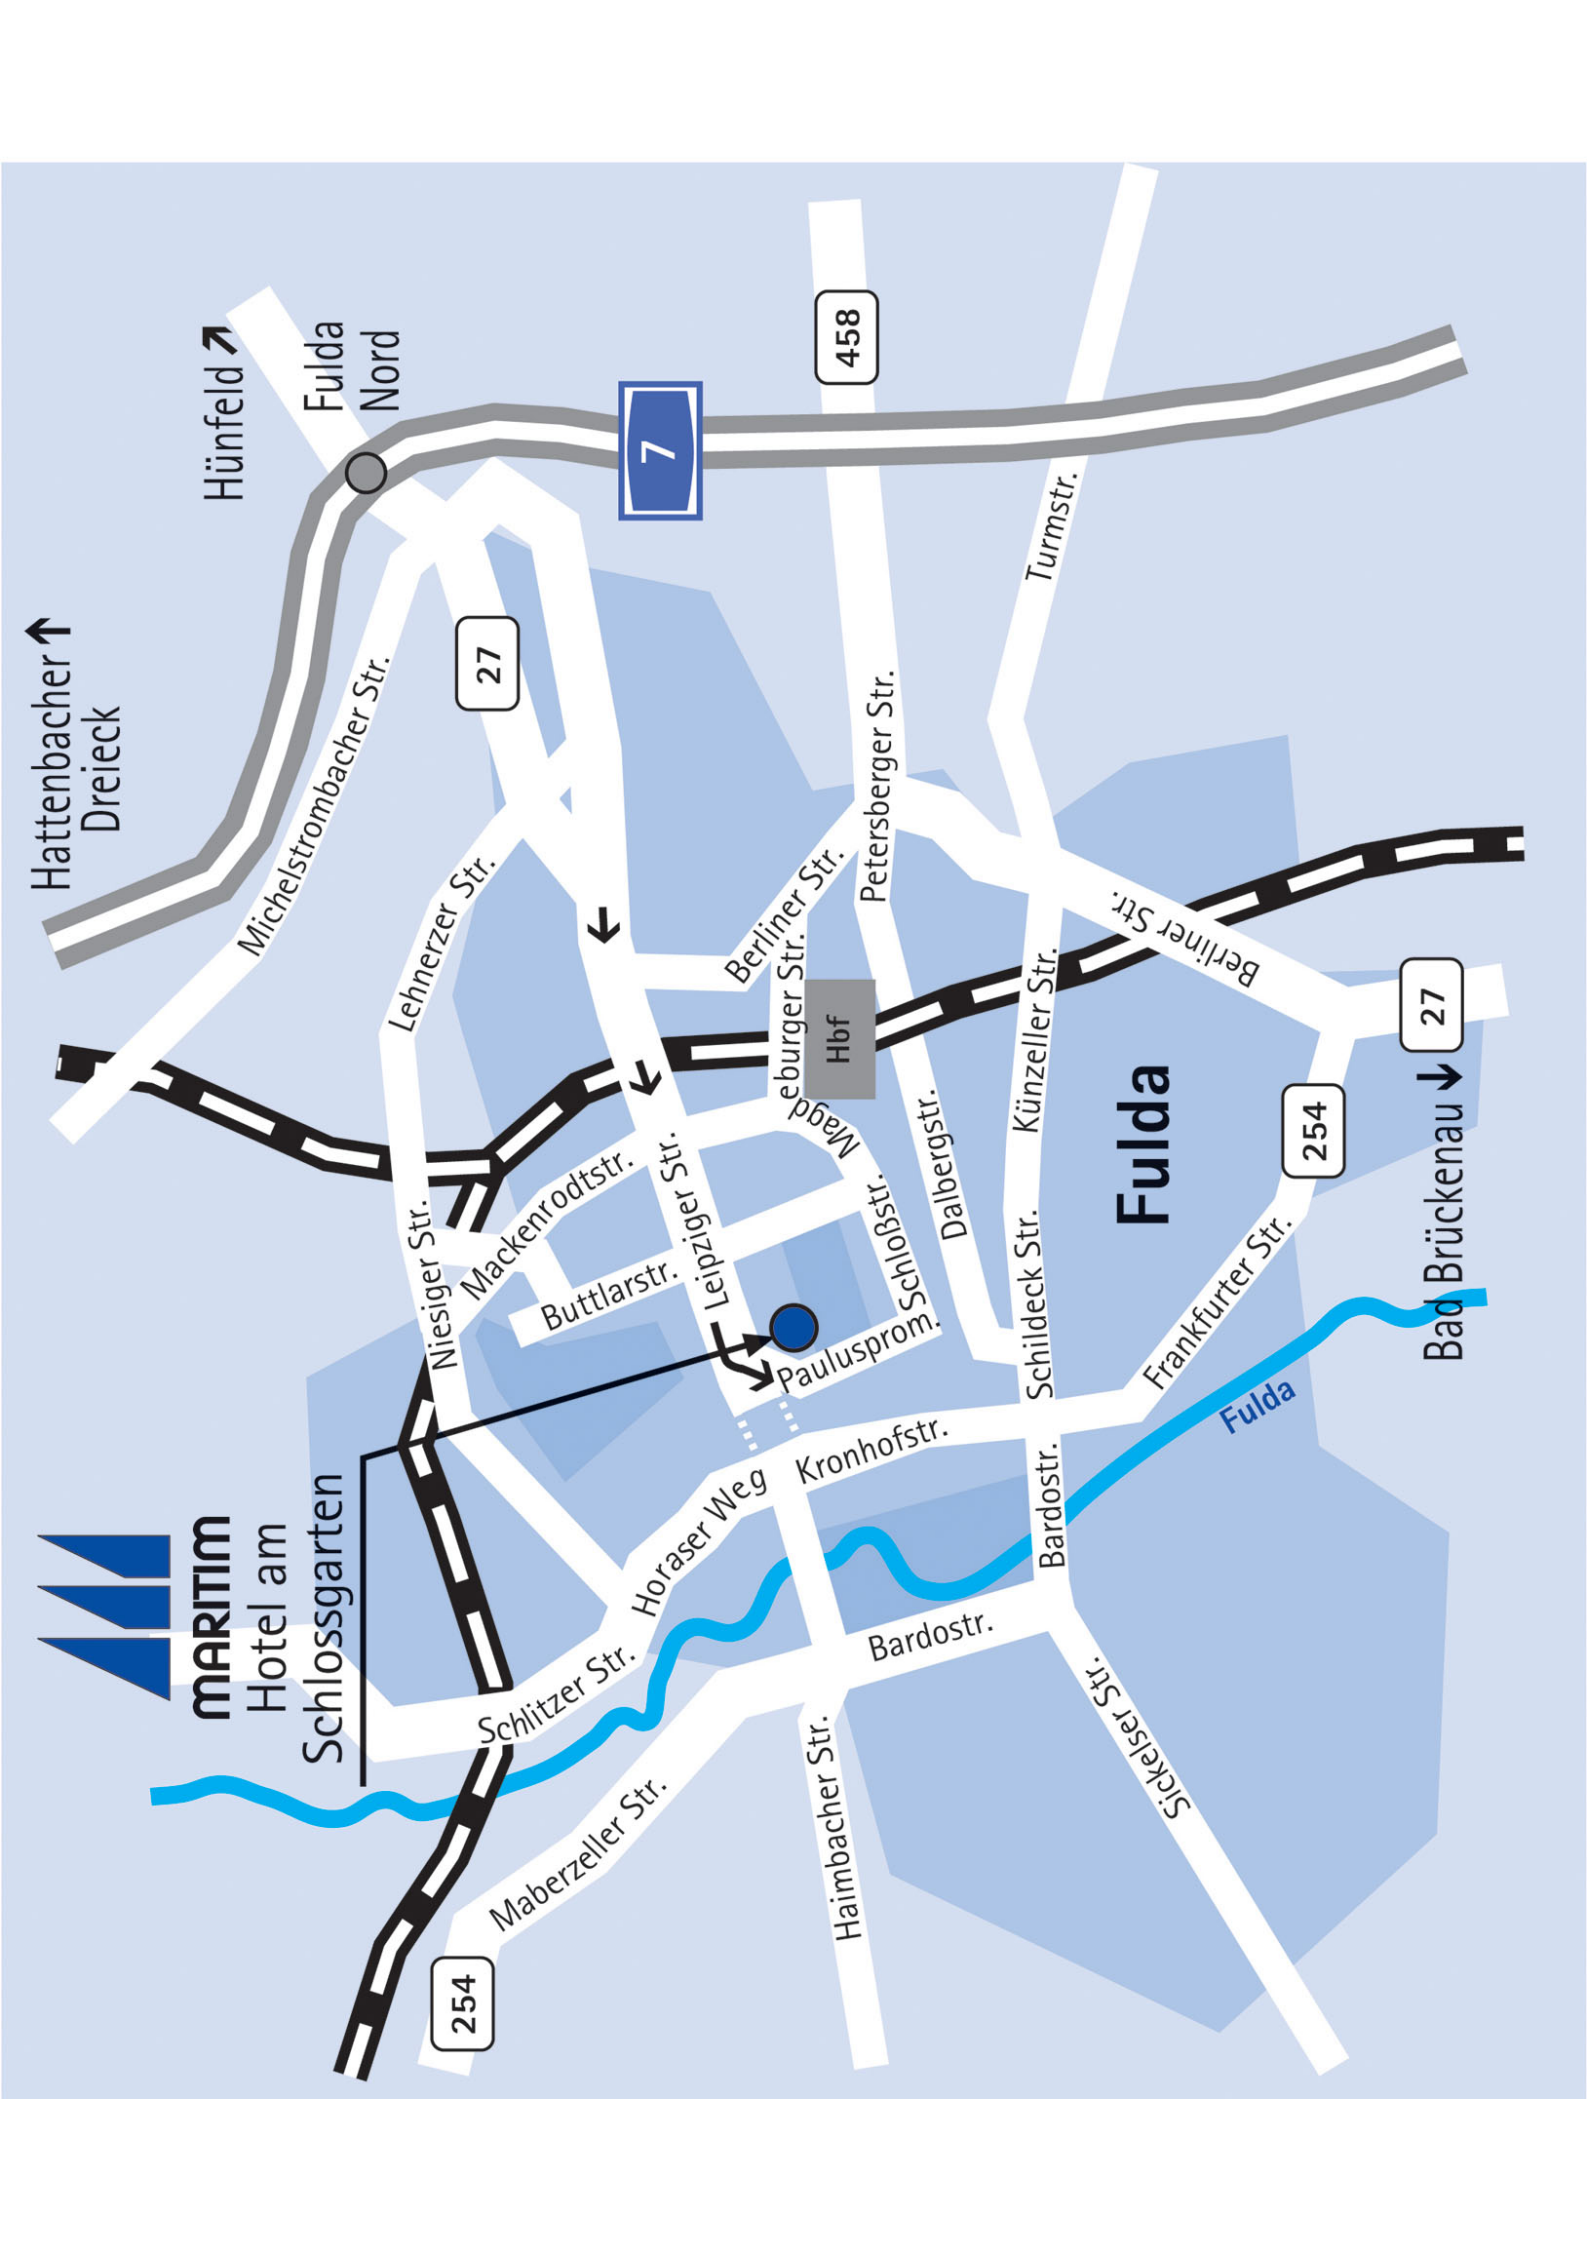 MARITIM
Hotel am
Schlossgarten
Hattenbacher
Dreieck
Hünfeld
Fulda
Nord
Michelstrombacher Str.
27
7
458
Lehnerzer Str.
Niesiger Str.
Mackenrodtstr.
Buttlarstr.
Leipziger Str.
Berliner Str.
Petersberger Str.
Turmstr.
Magd
eburger Str.
Hbf
Schloßstr.
Paulusprom.
Dalbergstr.
Künzeller Str.
Berliner Str.
Schildeck Str.
Fulda
Horaser Weg
Kronhofstr.
Schlitzer Str.
Bardostr.
Bardostr.
Frankfurter Str.
Fulda
254
27
Bad Brückenau
Maberzeller Str.
254
Haimbacher Str.
Sickelser Str.